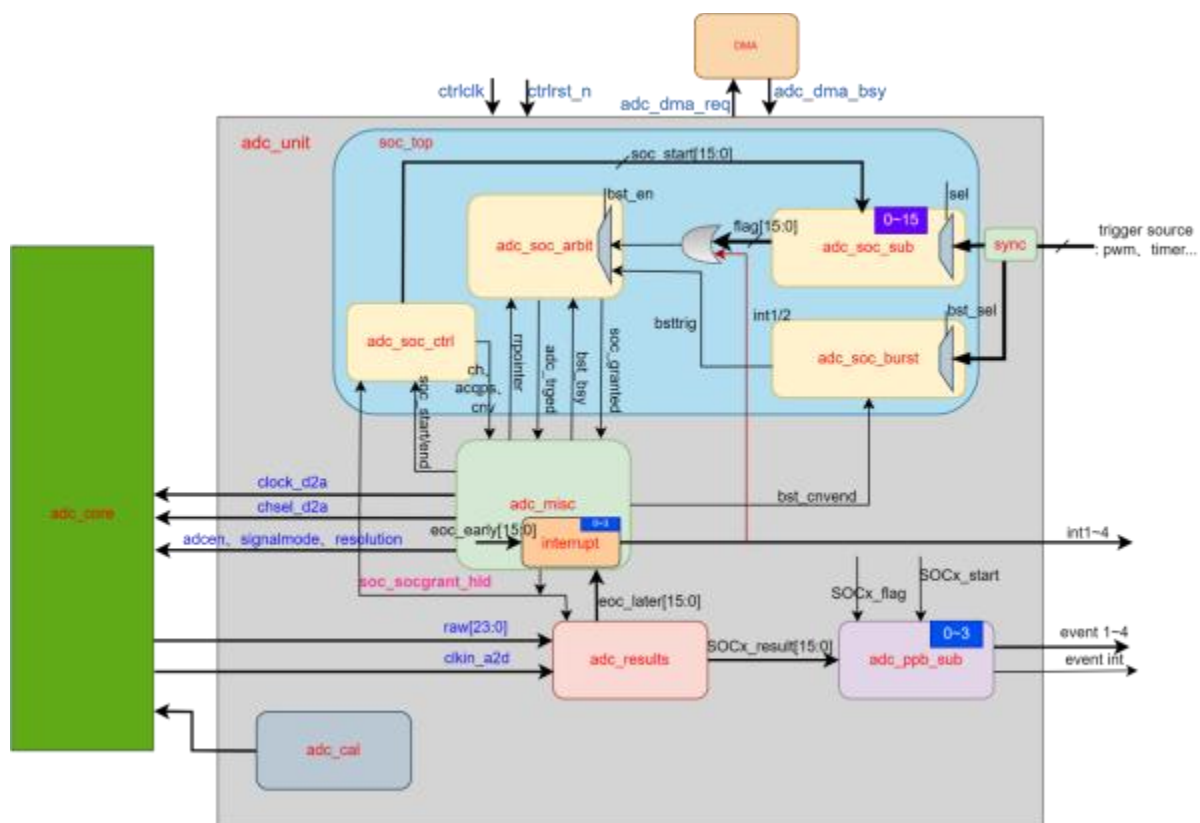 DMA
ctrlclk
ctrlrst_n
adc_dma_req
adc_dma_bsy
adc_unit
soc_top
soc_start[15:0]
bst_en
sel
0~15
flag[15:0]
adc_soc_arbit
adc_soc_sub
sync
trigger source
: pwm、timer...
bst_sel
bsttrig
int1/2
adc_soc_ctrl
adc_soc_burst
ch、
acqps、
cnv
rrpointer
adc_trged
bst_bsy
soc_granted
soc_start/end
clock_d2a
chsel_d2a
adc_core
adcen、signalmode、resolution
adc_misc
bst_cnvend
eoc_early[15:0]
0~3
interrupt
int1~4
soc_socgrant_hld
eoc_later[15:0]
SOCx_flag
SOCx_start
raw[23:0]
clkin_a2d
adc_results
SOCx_result[15:0]
0~3
adc_ppb_sub
event 1~4
event int
adc_cal